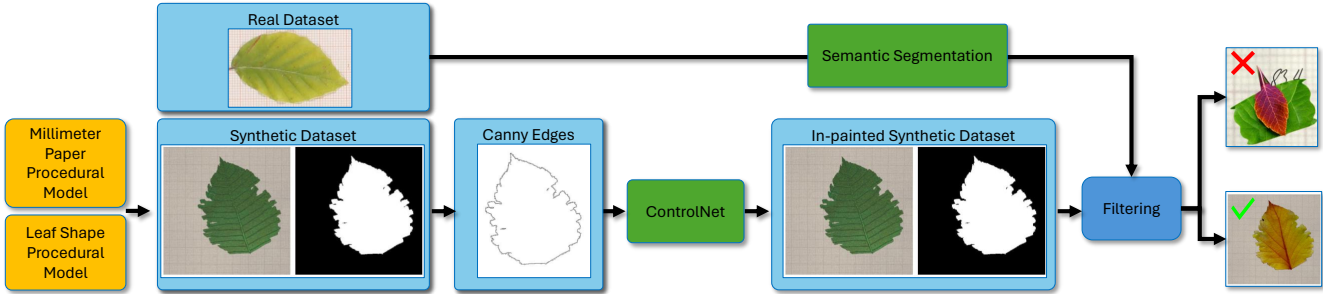 Real Dataset
Semantic Segmentation
Millimeter
Paper
Procedural
Model
Leaf Shape
Procedural
Model
Synthetic Dataset
Canny Edges
ControlNet
In-painted Synthetic Dataset
Filtering